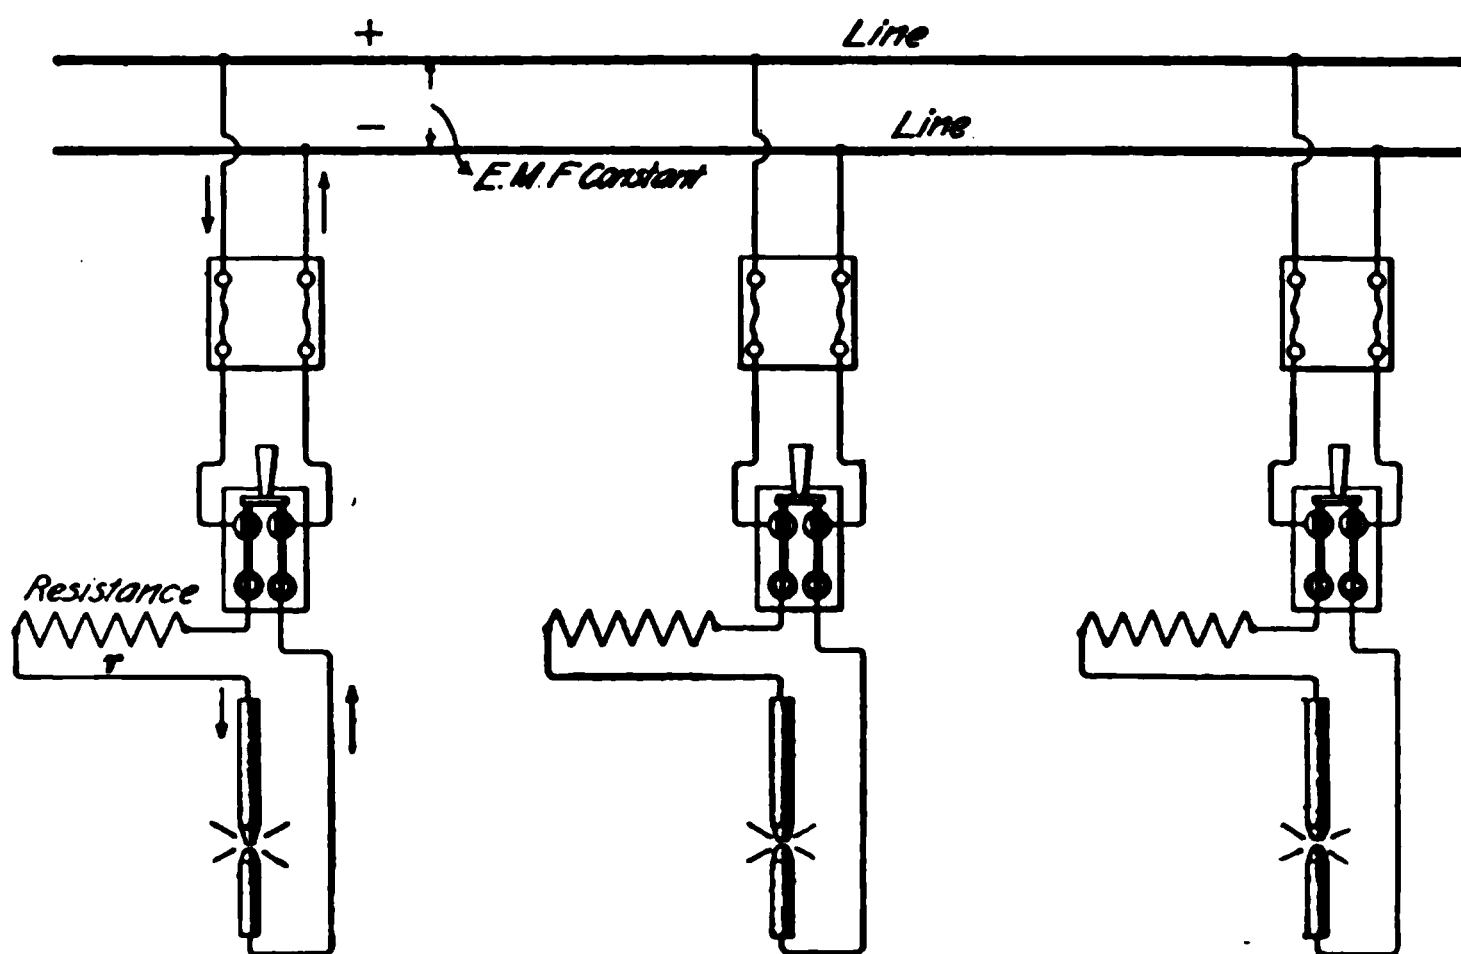 + Line
− Line
E.M.F Constant
Resistance
r